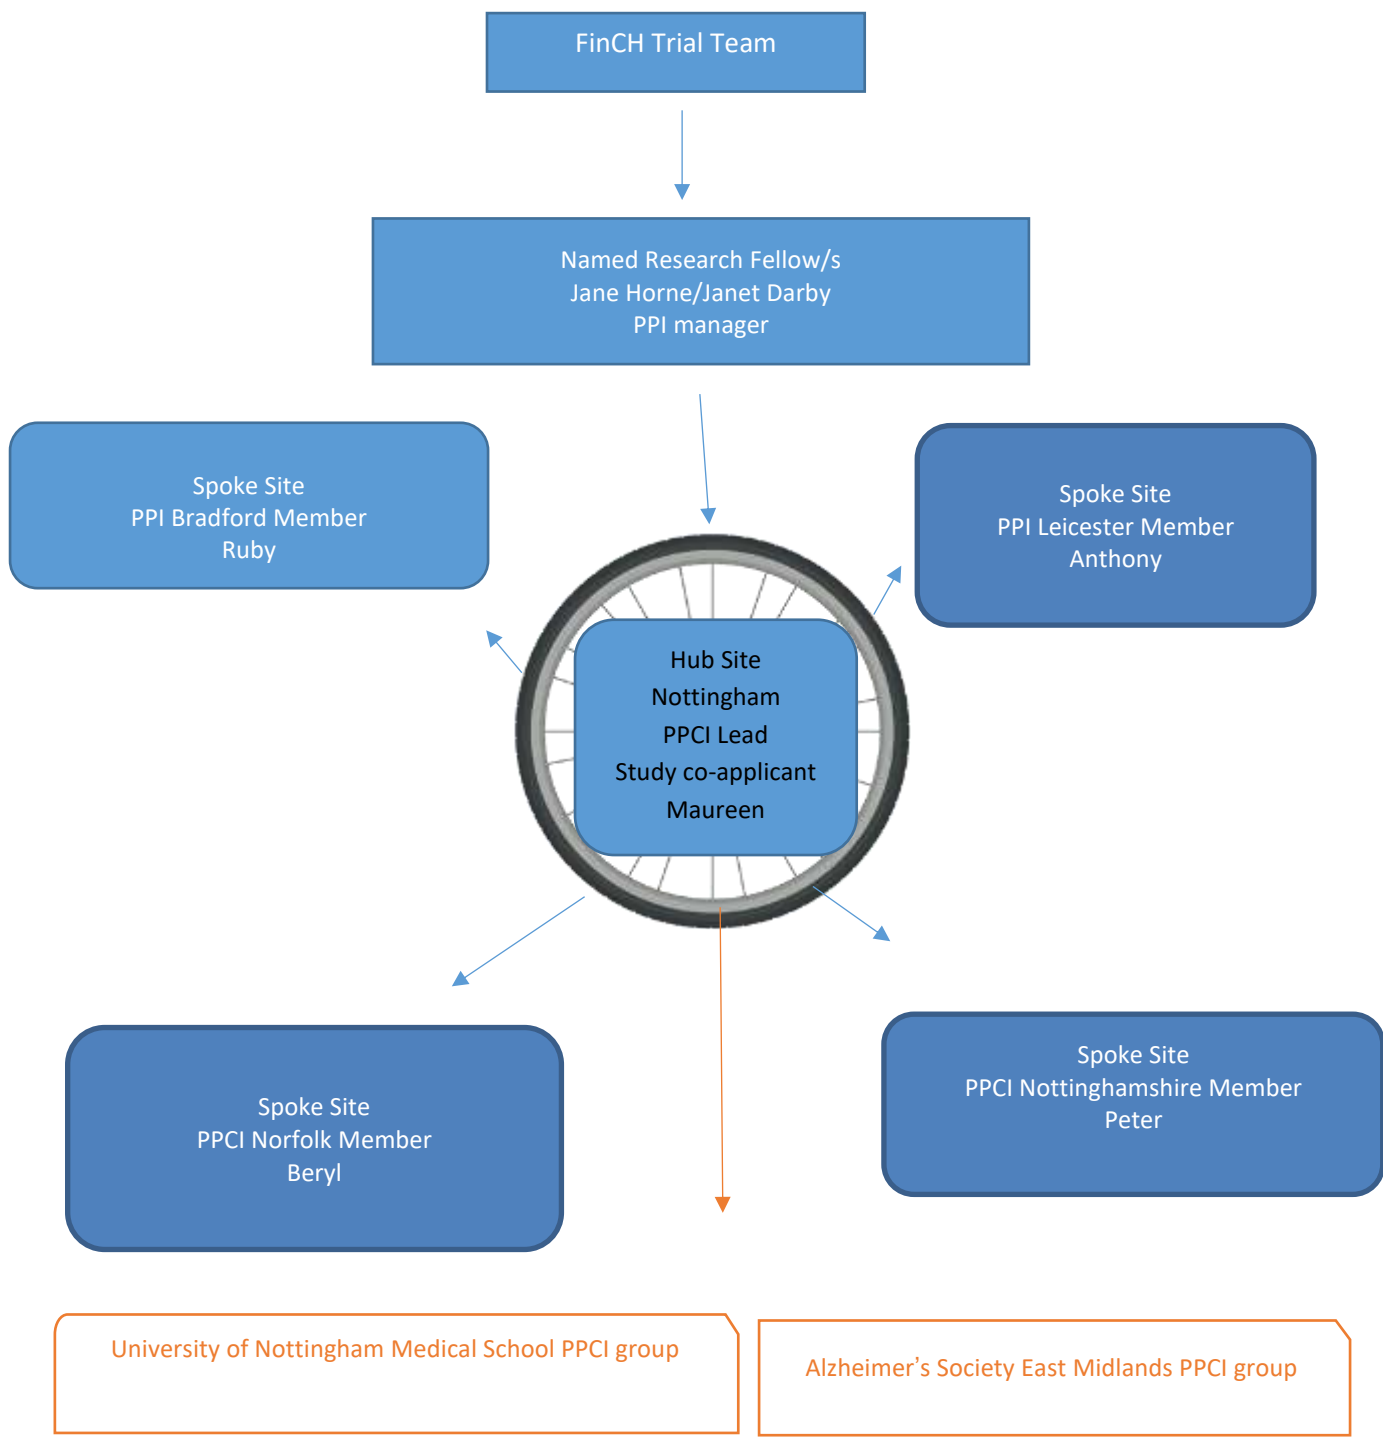 FinCH Trial Team
Named Research Fellow/s
Jane Horne/Janet Darby
PPI manager
Spoke Site
PPI Bradford Member
Ruby
Spoke Site
PPI Leicester Member
Anthony
Hub Site
Nottingham
PPCI Lead
Study co-applicant
Maureen
Spoke Site
PPCI Norfolk Member
Beryl
Spoke Site
PPCI Nottinghamshire Member
Peter
University of Nottingham Medical School PPCI group
Alzheimer’s Society East Midlands PPCI group